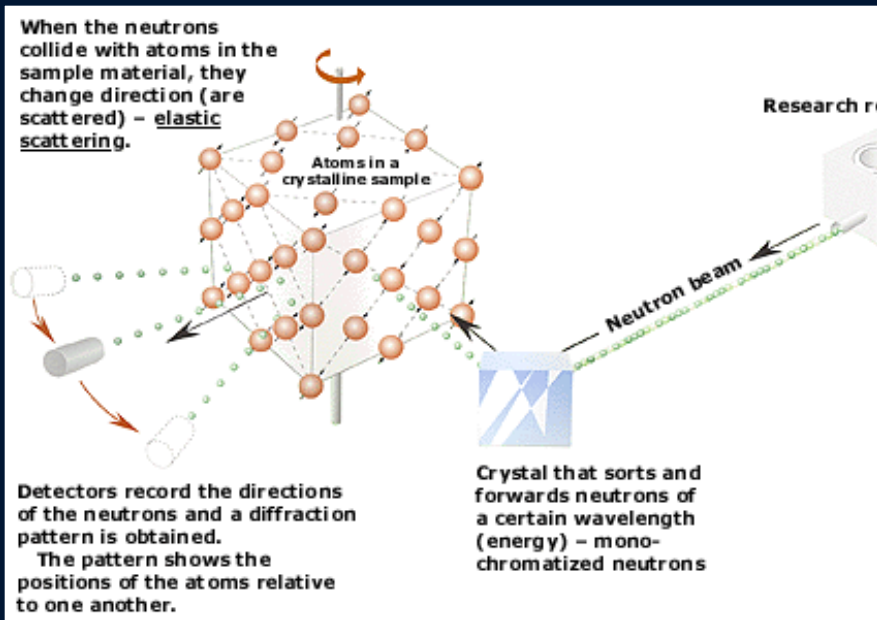 When the neutrons
collide with atoms in the
sample material, they
change direction (are
scattered) – elastic
scattering.
Atoms in a
crystalline sample
Research re
Neutron beam
Detectors record the directions
of the neutrons and a diffraction
pattern is obtained.
The pattern shows the
positions of the atoms relative
to one another.
Crystal that sorts and
forwards neutrons of
a certain wavelength
(energy) – mono-
chromatized neutrons